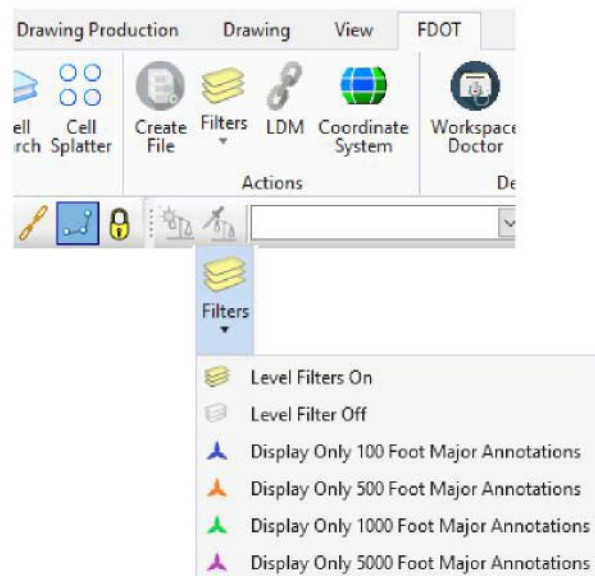 Drawing Production Drawing View FDOT
ell Cell Create Filters LDM Coordinate Workspace
rch Splatter File System Doctor
Actions De
Filters
Level Filters On
Level Filter Off
Display Only 100 Foot Major Annotations
Display Only 500 Foot Major Annotations
Display Only 1000 Foot Major Annotations
Display Only 5000 Foot Major Annotations